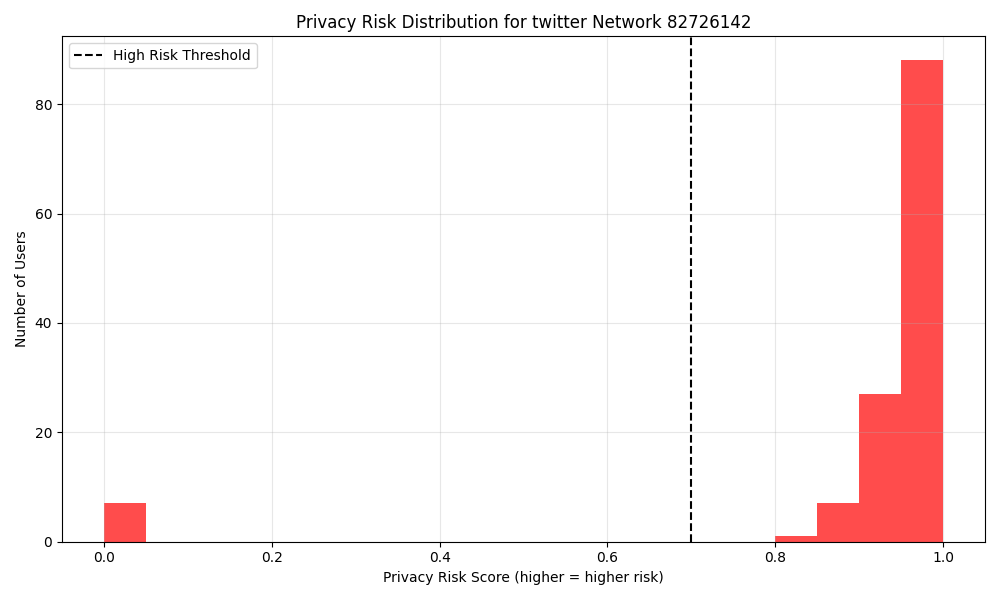 Privacy Risk Distribution for twitter Network 82726142
High Risk Threshold
Number of Users
80
60
40
20
0
0.0 0.2 0.4 0.6 0.8 1.0
Privacy Risk Score (higher = higher risk)